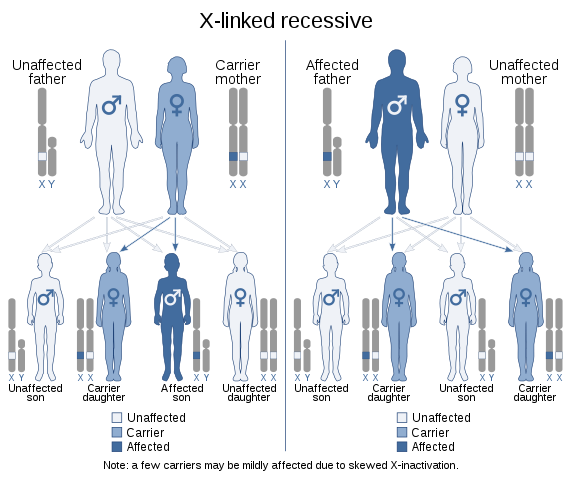 X-linked recessive
Unaffected
father
Carrier
mother
X Y
X X
Affected
father
Unaffected
mother
X Y
X X
X Y
X X
X Y
X X
Unaffected
son
Carrier
daughter
Affected
son
Unaffected
daughter
X Y
X X
X Y
X X
Unaffected
son
Carrier
daughter
Unaffected
son
Carrier
daughter
Unaffected
Carrier
Affected
Unaffected
Carrier
Affected
Note: a few carriers may be mildly affected due to skewed X-inactivation.